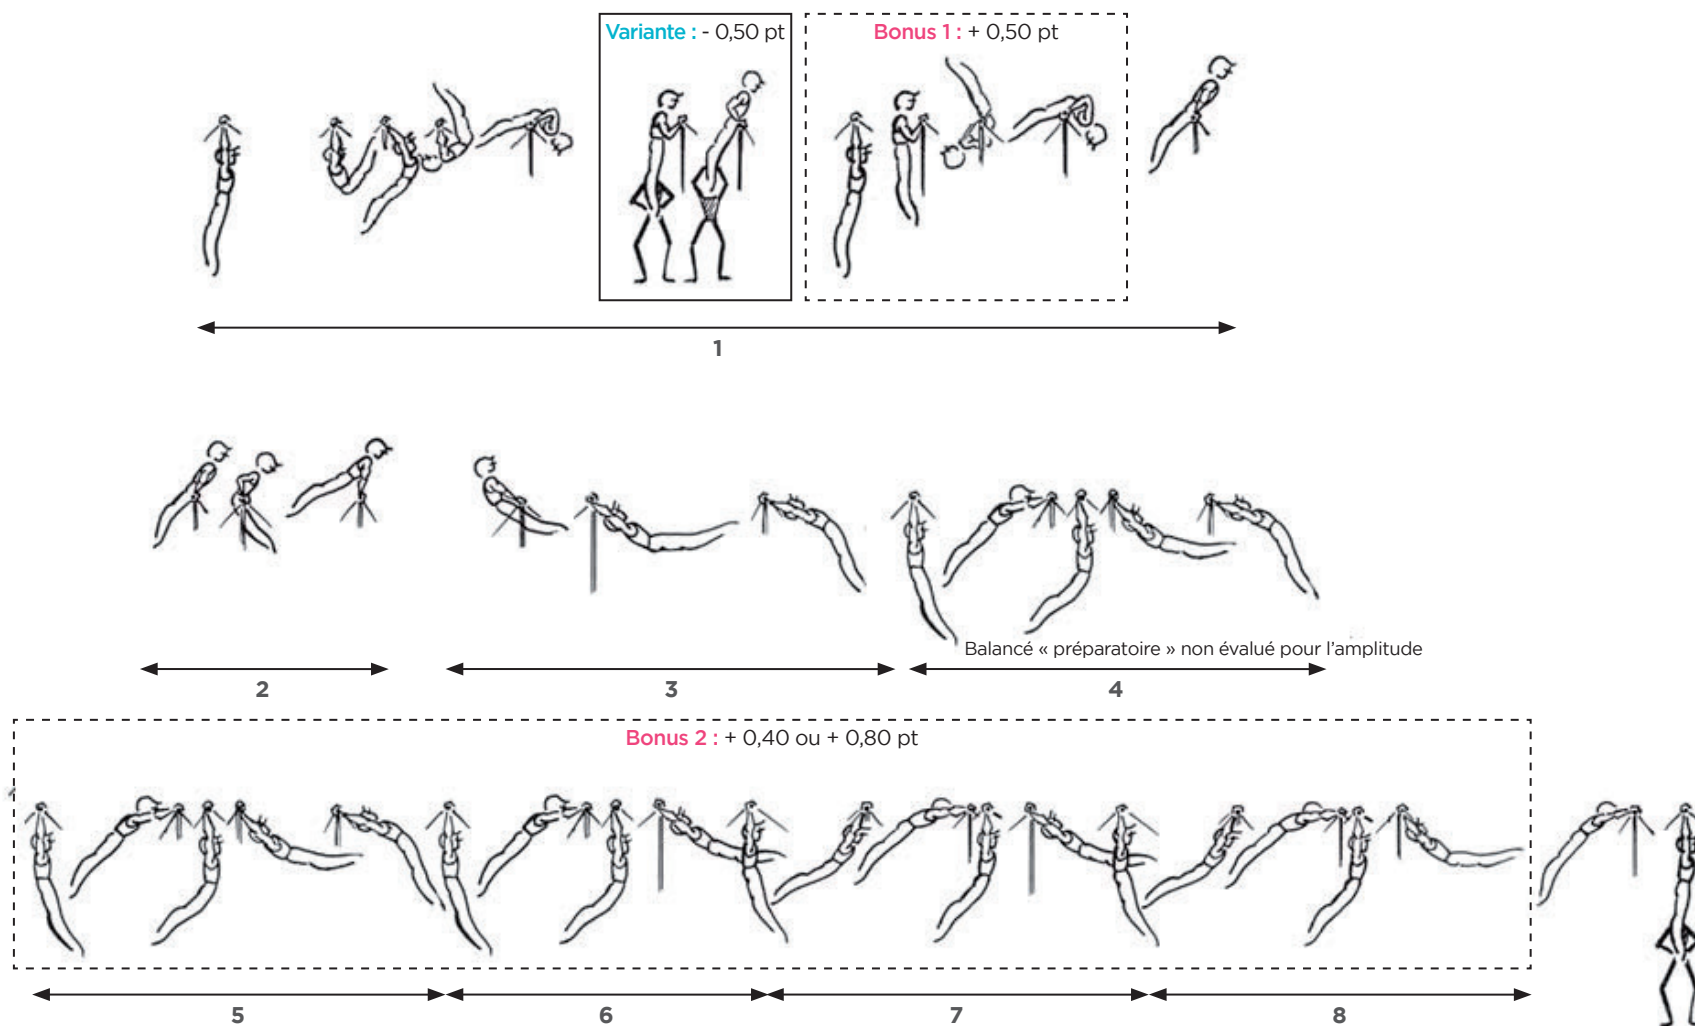 Variante : - 0,50 pt
Bonus 1 : + 0,50 pt
1
Balancé « préparatoire » non évalué pour l'amplitude
2
3
4
Bonus 2 : + 0,40 ou + 0,80 pt
5
6
7
8